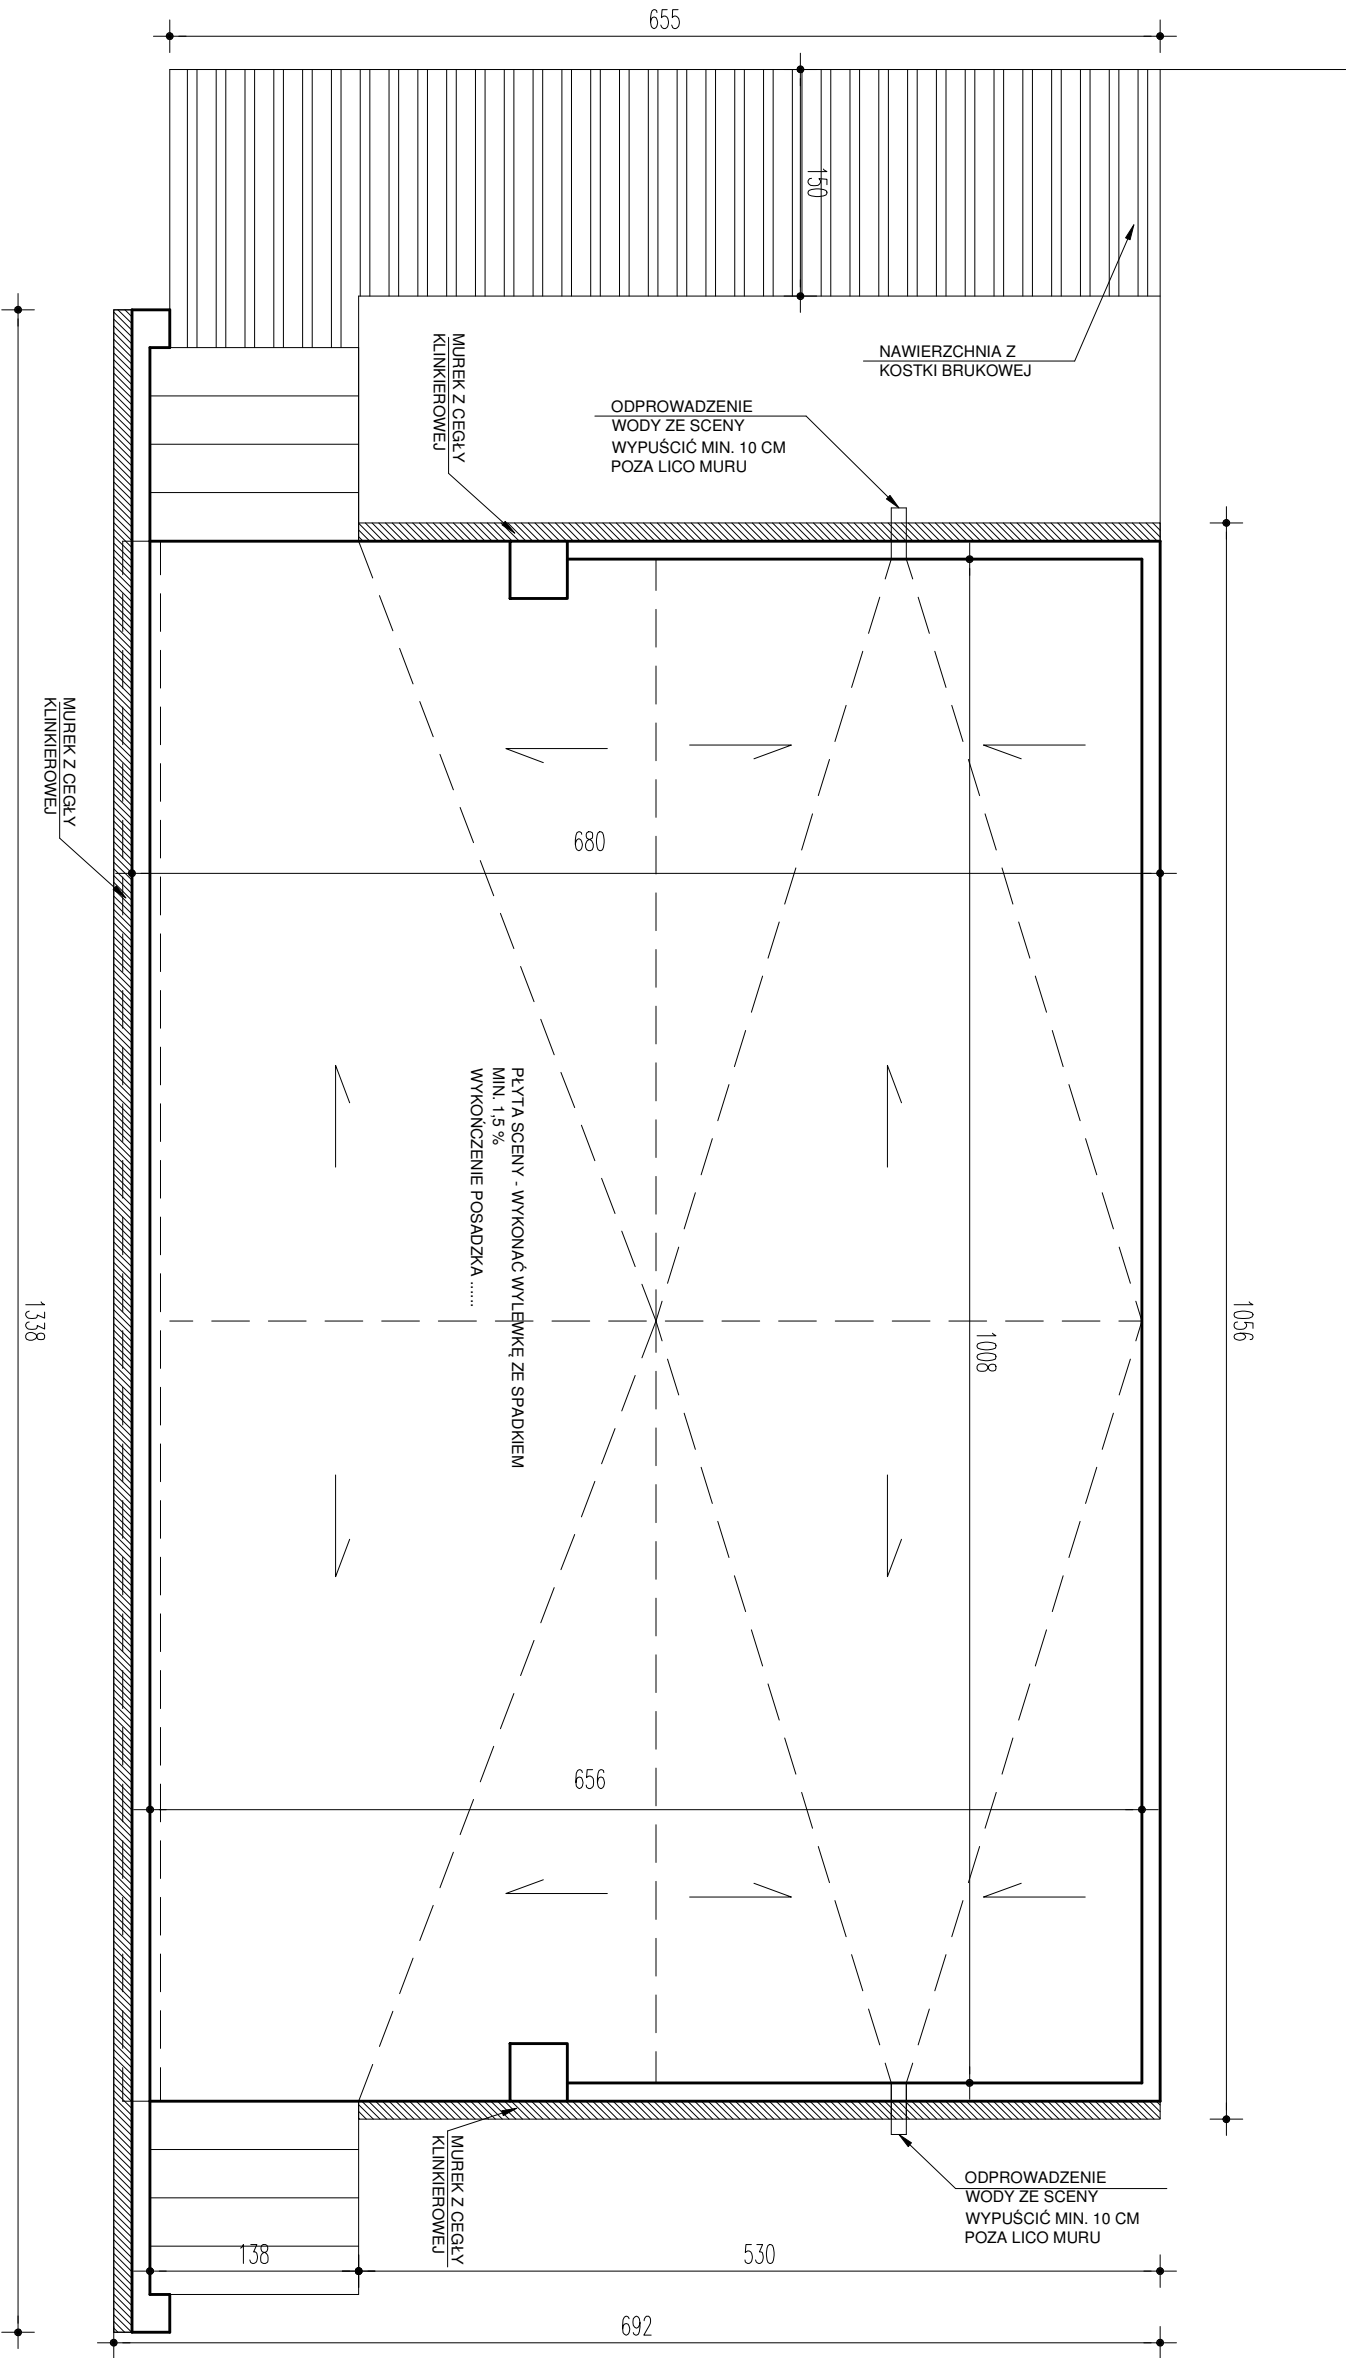 655
150
NAWIERZCHNIA Z
KOSTKI BRUKOWEJ
MUREK Z CEGŁY
KLINKIEROWEJ
ODPROWADZENIE
WODY ZE SCENY
WYPUŚCIĆ MIN. 10 CM
POZA LICO MURU
MUREK Z CEGŁY
KLINKIEROWEJ
680
PŁYTA SCENY - WYKONAĆ WYLEWKĘ ZE SPADKIEM
MIN. 1,5 %
WYKOŃCZENIE POSADZKA .......
1338
1008
1056
656
MUREK Z CEGŁY
KLINKIEROWEJ
ODPROWADZENIE
WODY ZE SCENY
WYPUŚCIĆ MIN. 10 CM
POZA LICO MURU
138
530
692